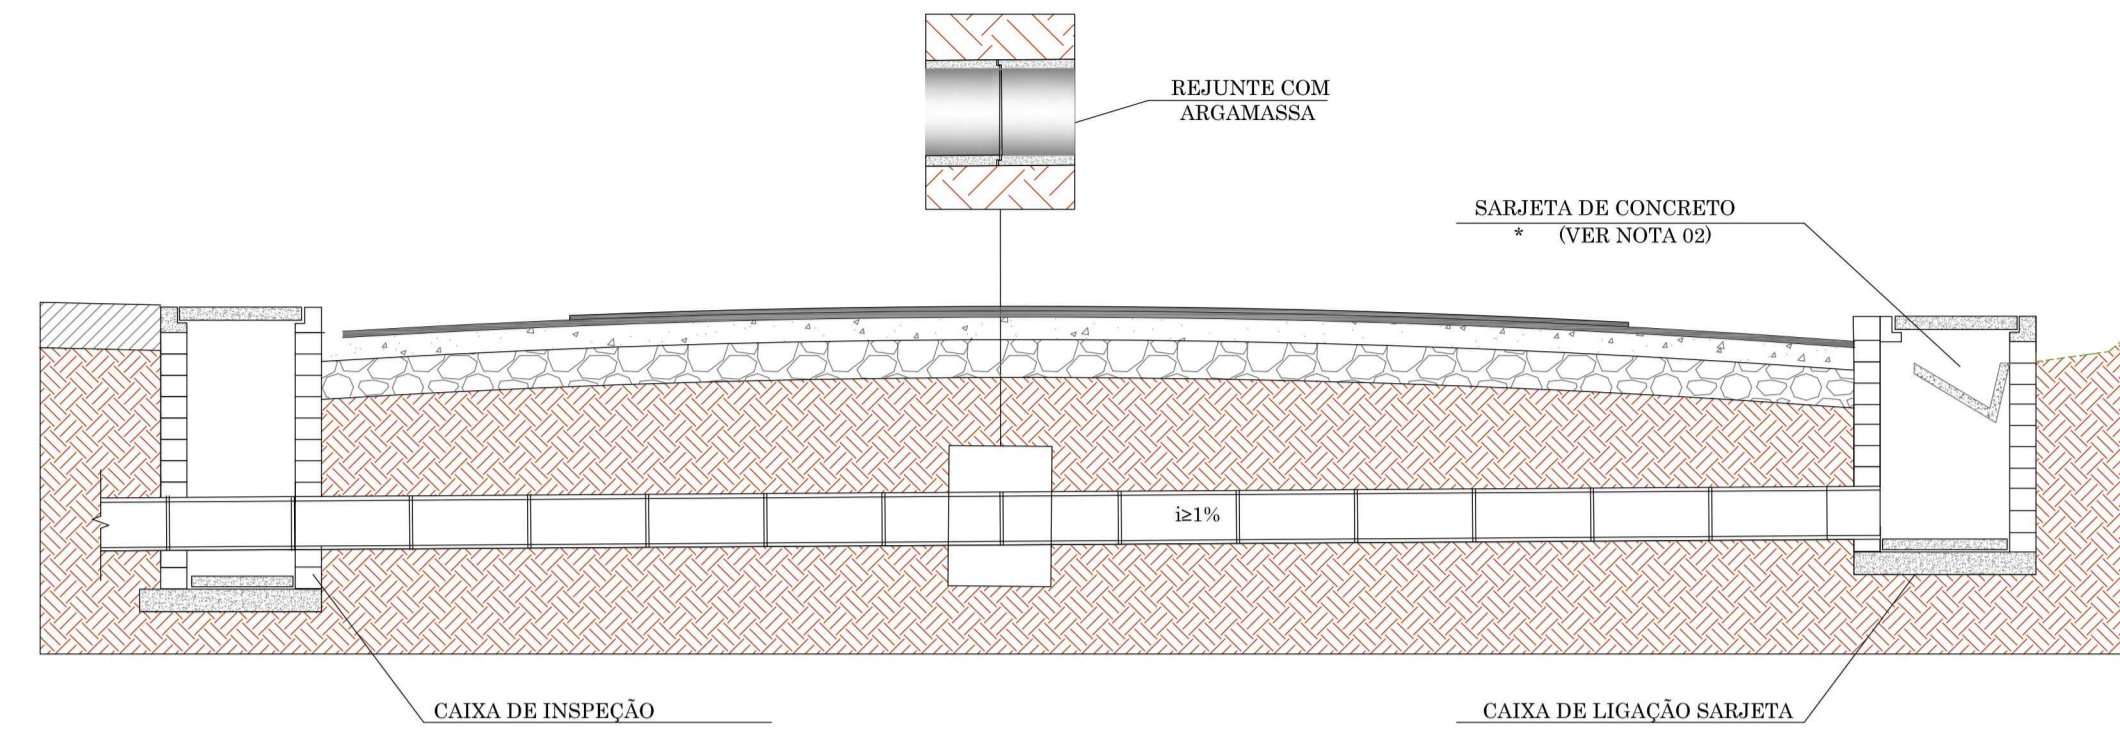 REJUNTE COM
ARGAMASSA
SARJETA DE CONCRETO
* (VER NOTA 02)
i≥1%
CAIXA DE INSPEÇÃO
CAIXA DE LIGAÇÃO SARJETA